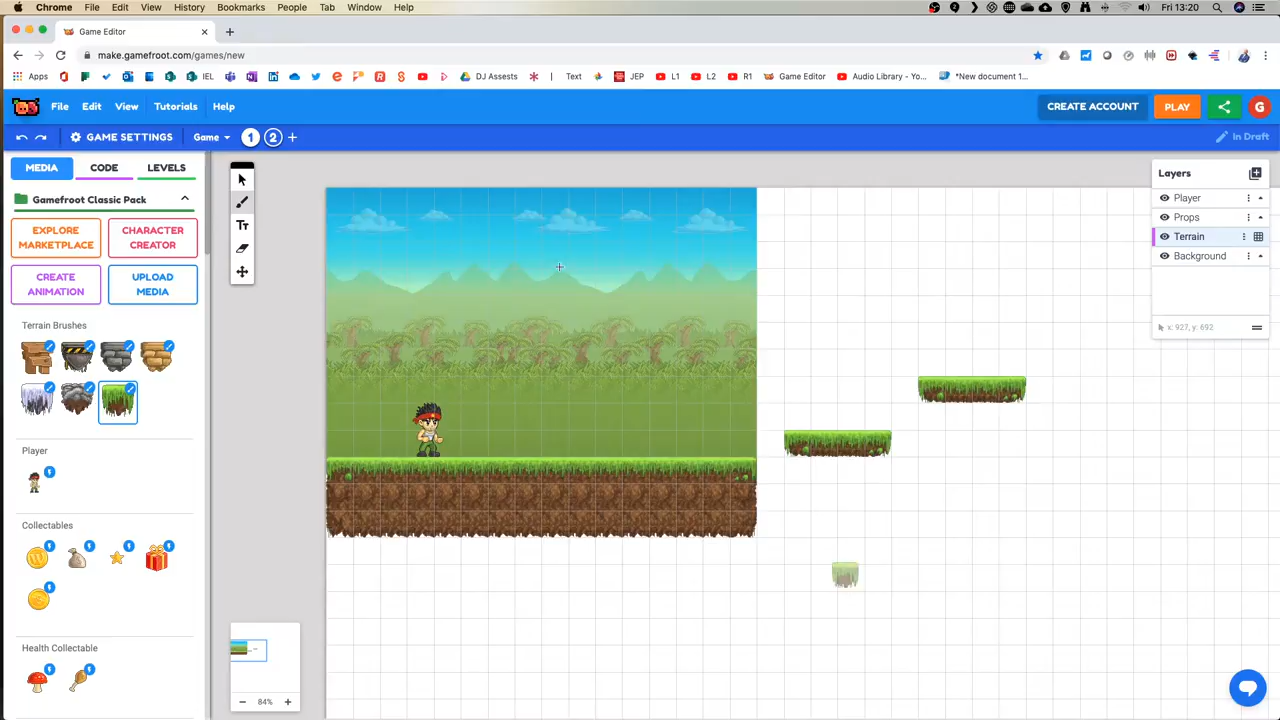 Chrome File Edit View History Bookmarks People Tab Window Help Fri 13:20
Game Editor
make.gamefroot.com/games/new
Apps IEL DJ Assests Text JEP L1 L2 R1 Game Editor Audio Library - Yo... *New document 1...
File Edit View Tutorials Help CREATE ACCOUNT PLAY G
GAME SETTINGS Game 1 2 In Draft
MEDIA CODE LEVELS
Gamefroot Classic Pack
EXPLORE MARKETPLACE
CHARACTER CREATOR
CREATE ANIMATION
UPLOAD MEDIA
Terrain Brushes
Player
Collectables
Health Collectable
Tt
84%
Layers
Player
Props
Terrain
Background
x: 927, y: 692